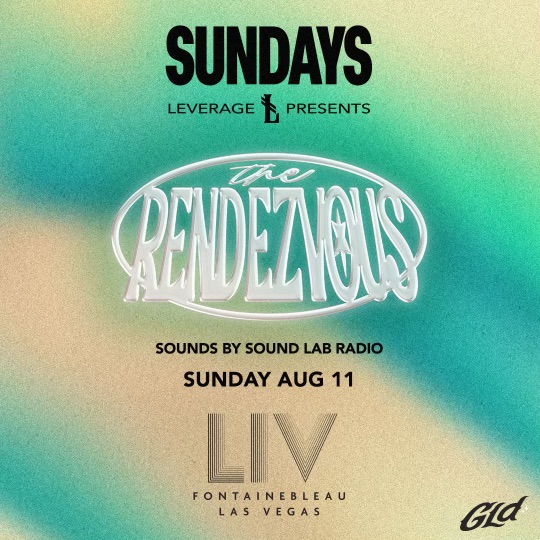 SUNDAYS
LEVERAGE L PRESENTS
the
RENDEZVOUS
SOUNDS BY SOUND LAB RADIO
SUNDAY AUG 11
LIV
FONTAINEBLEAU
LAS VEGAS
GLd